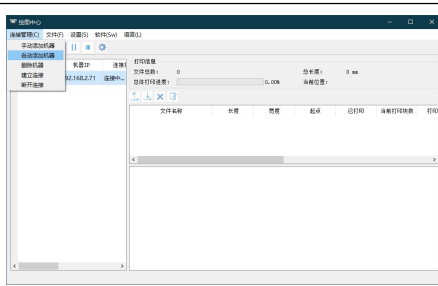 绘图中心
连接管理(C) 文件(F) 设置(S) 软件(Sw) 语言(L)
手动添加机器
自动添加机器
删除机器
建立连接
断开连接
机器IP 连接
92.168.2.71 连接中...
打印信息
文件总数: 0 总长度: 0 mm
总体打印进度: 0.00% 当前位置:
文件名称 长度 宽度 起点 已打印 当前打印块数 打印